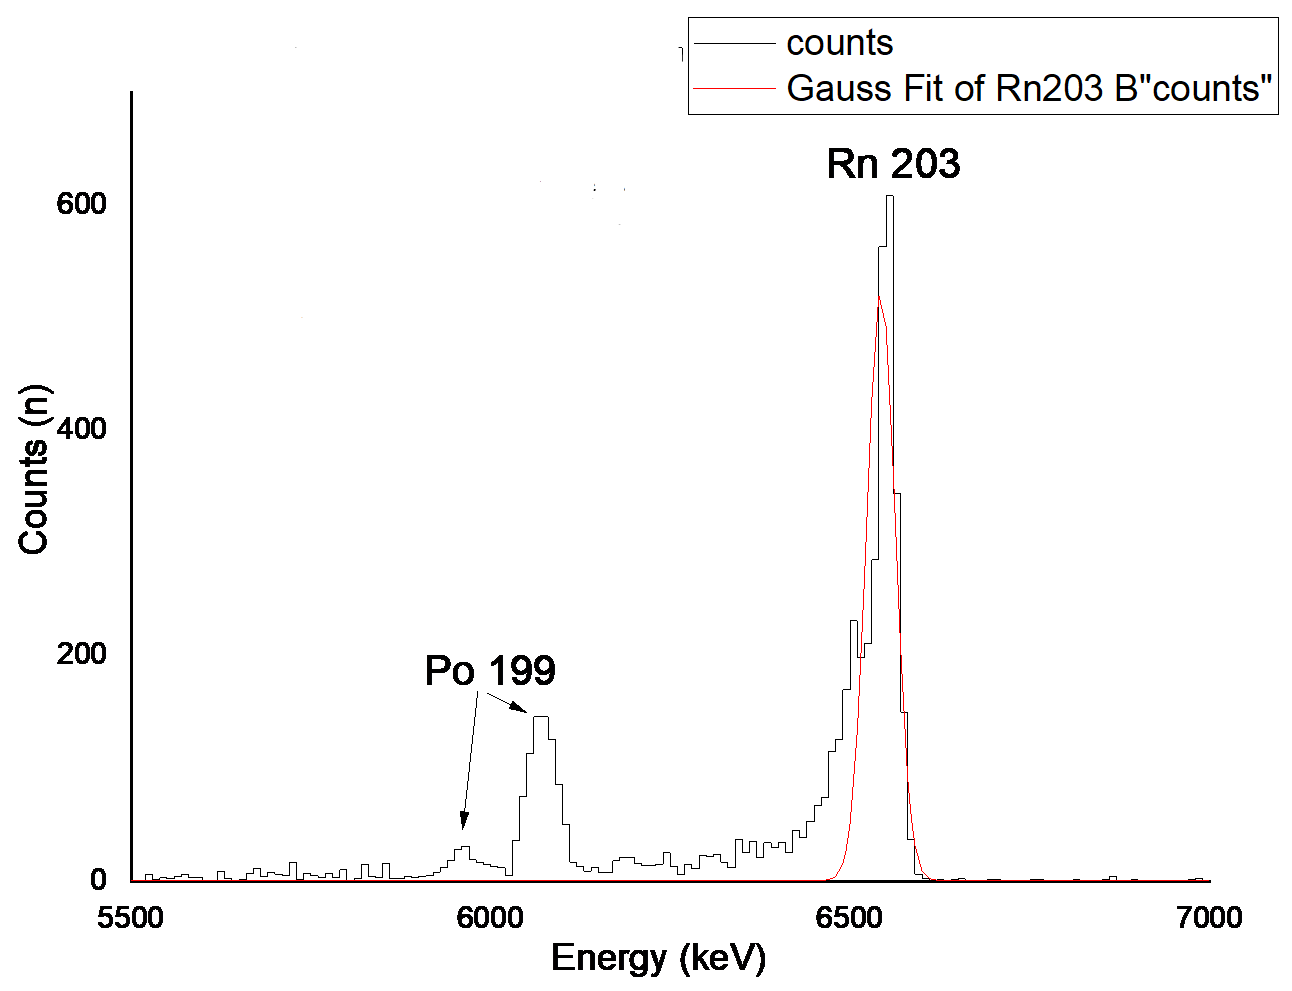 counts
Gauss Fit of Rn203 B"counts"
Rn 203
600
400
200
0
Counts (n)
Po 199
5500
6000
6500
7000
Energy (keV)